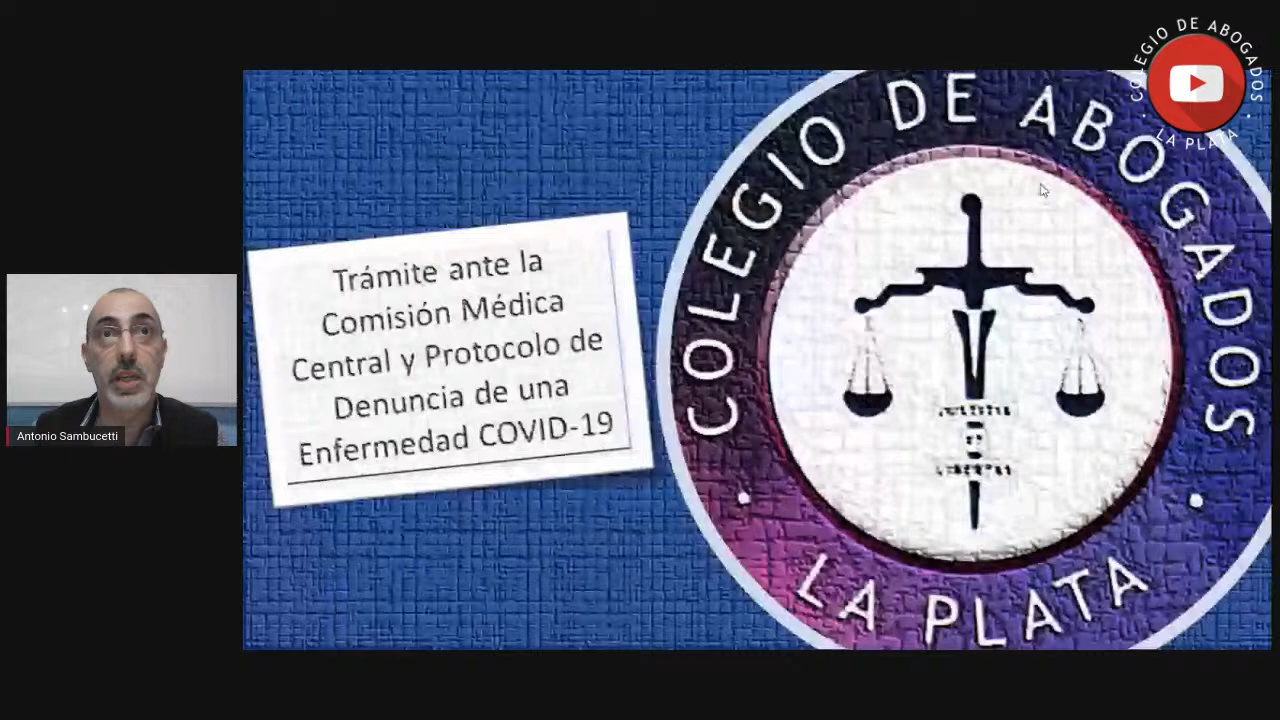 COLEGIO DE ABOGADOS
LA PLATA
Trámite ante la
Comisión Médica
Central y Protocolo de
Denuncia de una
Enfermedad COVID-19
COLEGIO DE ABOGADOS
LA PLATA
Antonio Sambucetti